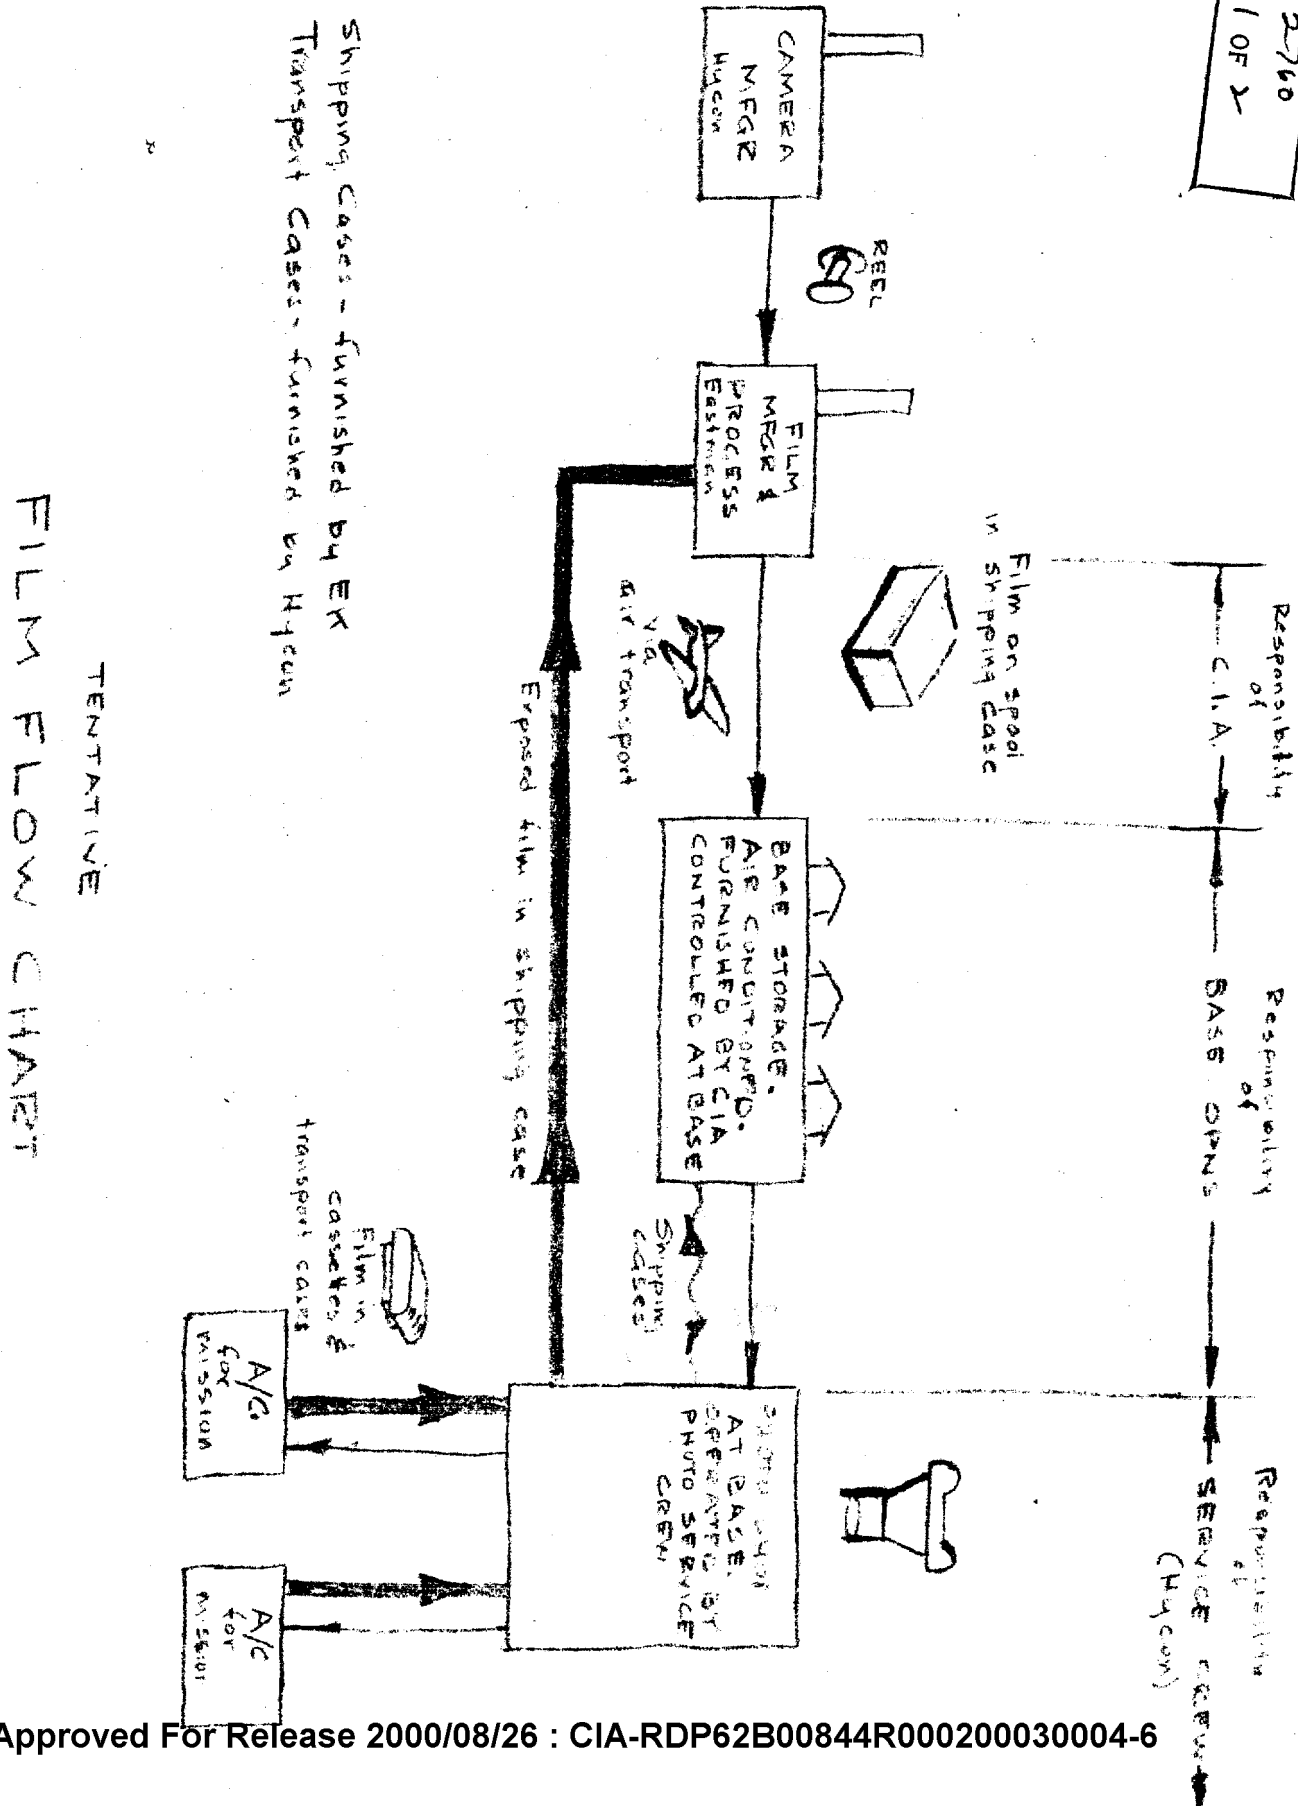 2760
1 OF 2
Responsibility
of
C.I.A.
Responsibility
of
BASE OPNS
Responsibility
of
SERVICE CREW
(Hycon)
CAMERA
MFGR
Hycon
REEL
FILM
MFGR &
PROCESS
Eastman
Film on spool
in shipping case
via
air transport
BASE STORAGE.
AIR CONDITIONED.
FURNISHED BY CIA
CONTROLLED AT BASE
Shipping
cases
AT BASE.
OPERATED BY
PHOTO SERVICE
CREW
Exposed film in shipping case
Film in
cassettes &
transport cases
A/C
for
mission
A/C
for
mission
Shipping Cases - furnished by EK
Transport Cases - furnished by Hycon
TENTATIVE
FILM FLOW CHART
Approved For Release 2000/08/26 : CIA-RDP62B00844R000200030004-6